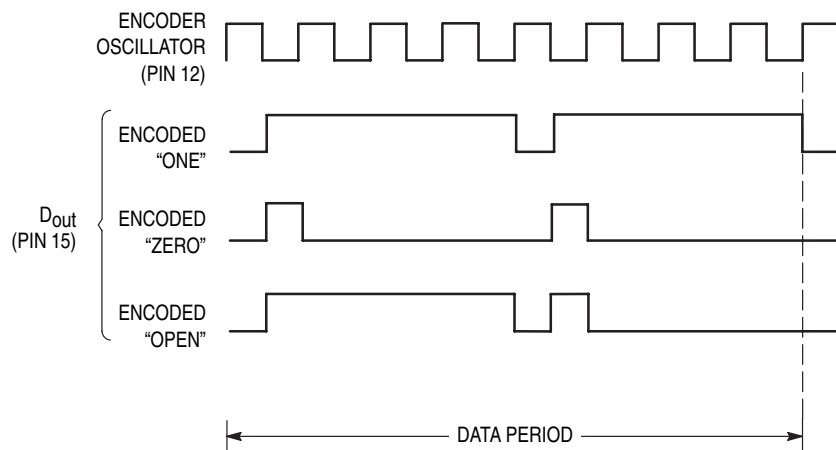 ENCODER
OSCILLATOR
(PIN 12)
ENCODED
“ONE”
Dout
(PIN 15)
ENCODED
“ZERO”
ENCODED
“OPEN”
DATA PERIOD